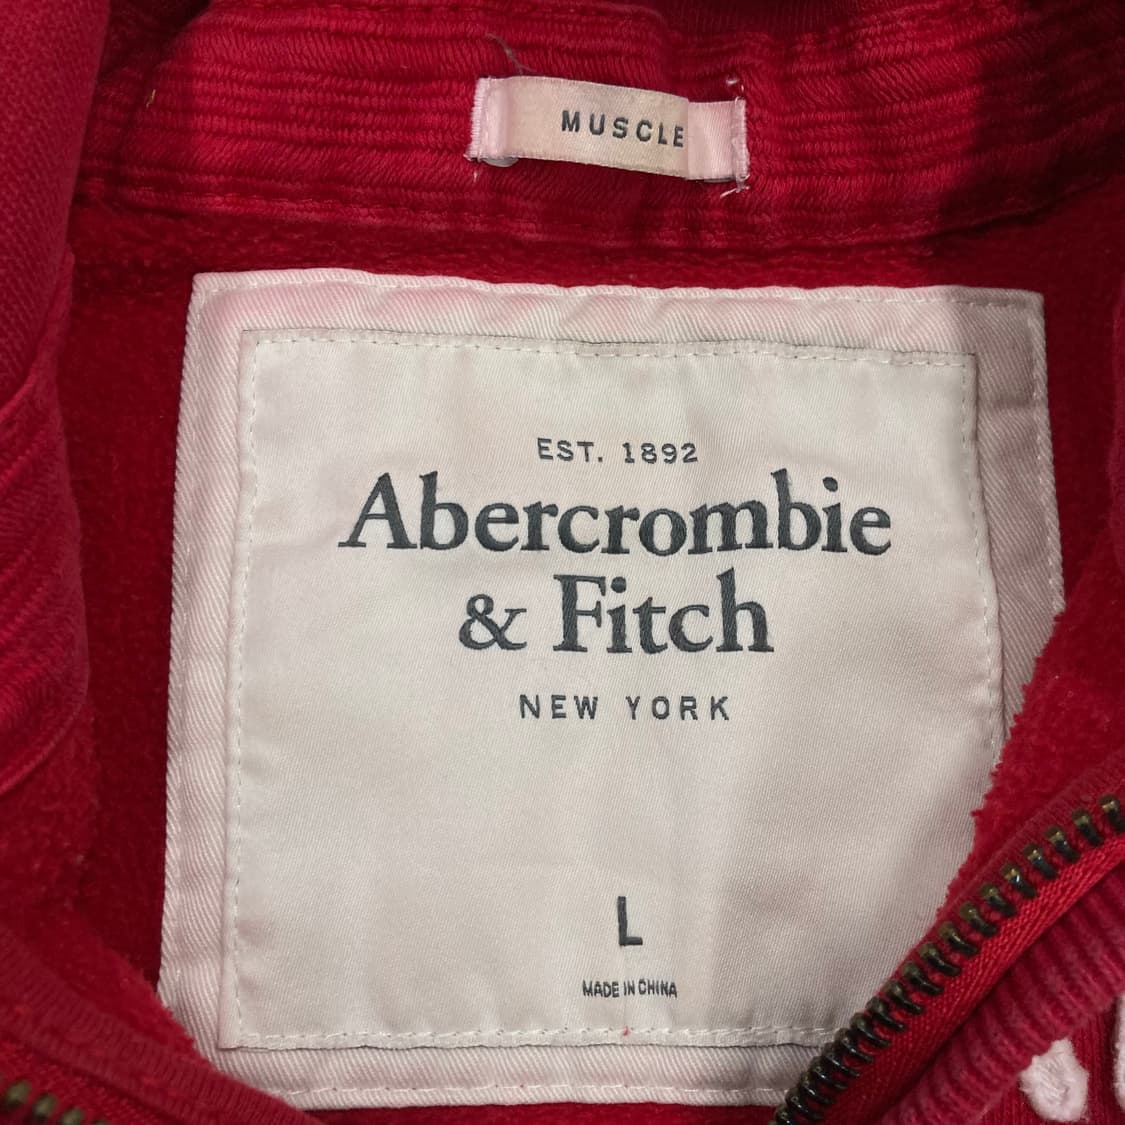 MUSCLE
EST. 1892
Abercrombie
& Fitch
NEW YORK
L
MADE IN CHINA